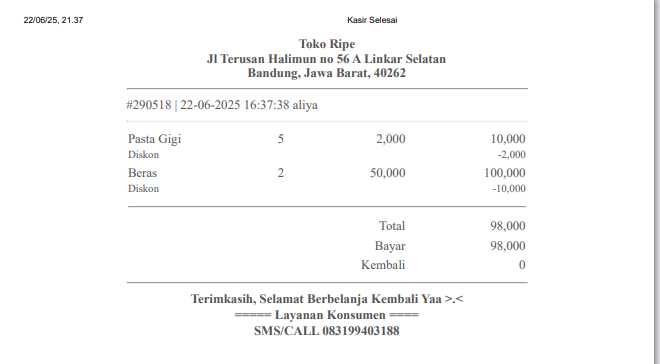 22/06/25, 21.37 Kasir Selesai
Toko Ripe
Jl Terusan Halimun no 56 A Linkar Selatan
Bandung, Jawa Barat, 40262
#290518 | 22-06-2025 16:37:38 aliya
Pasta Gigi 5 2,000 10,000
Diskon -2,000
Beras 2 50,000 100,000
Diskon -10,000
Total 98,000
Bayar 98,000
Kembali 0
Terimkasih, Selamat Berbelanja Kembali Yaa >.<
===== Layanan Konsumen ====
SMS/CALL 083199403188